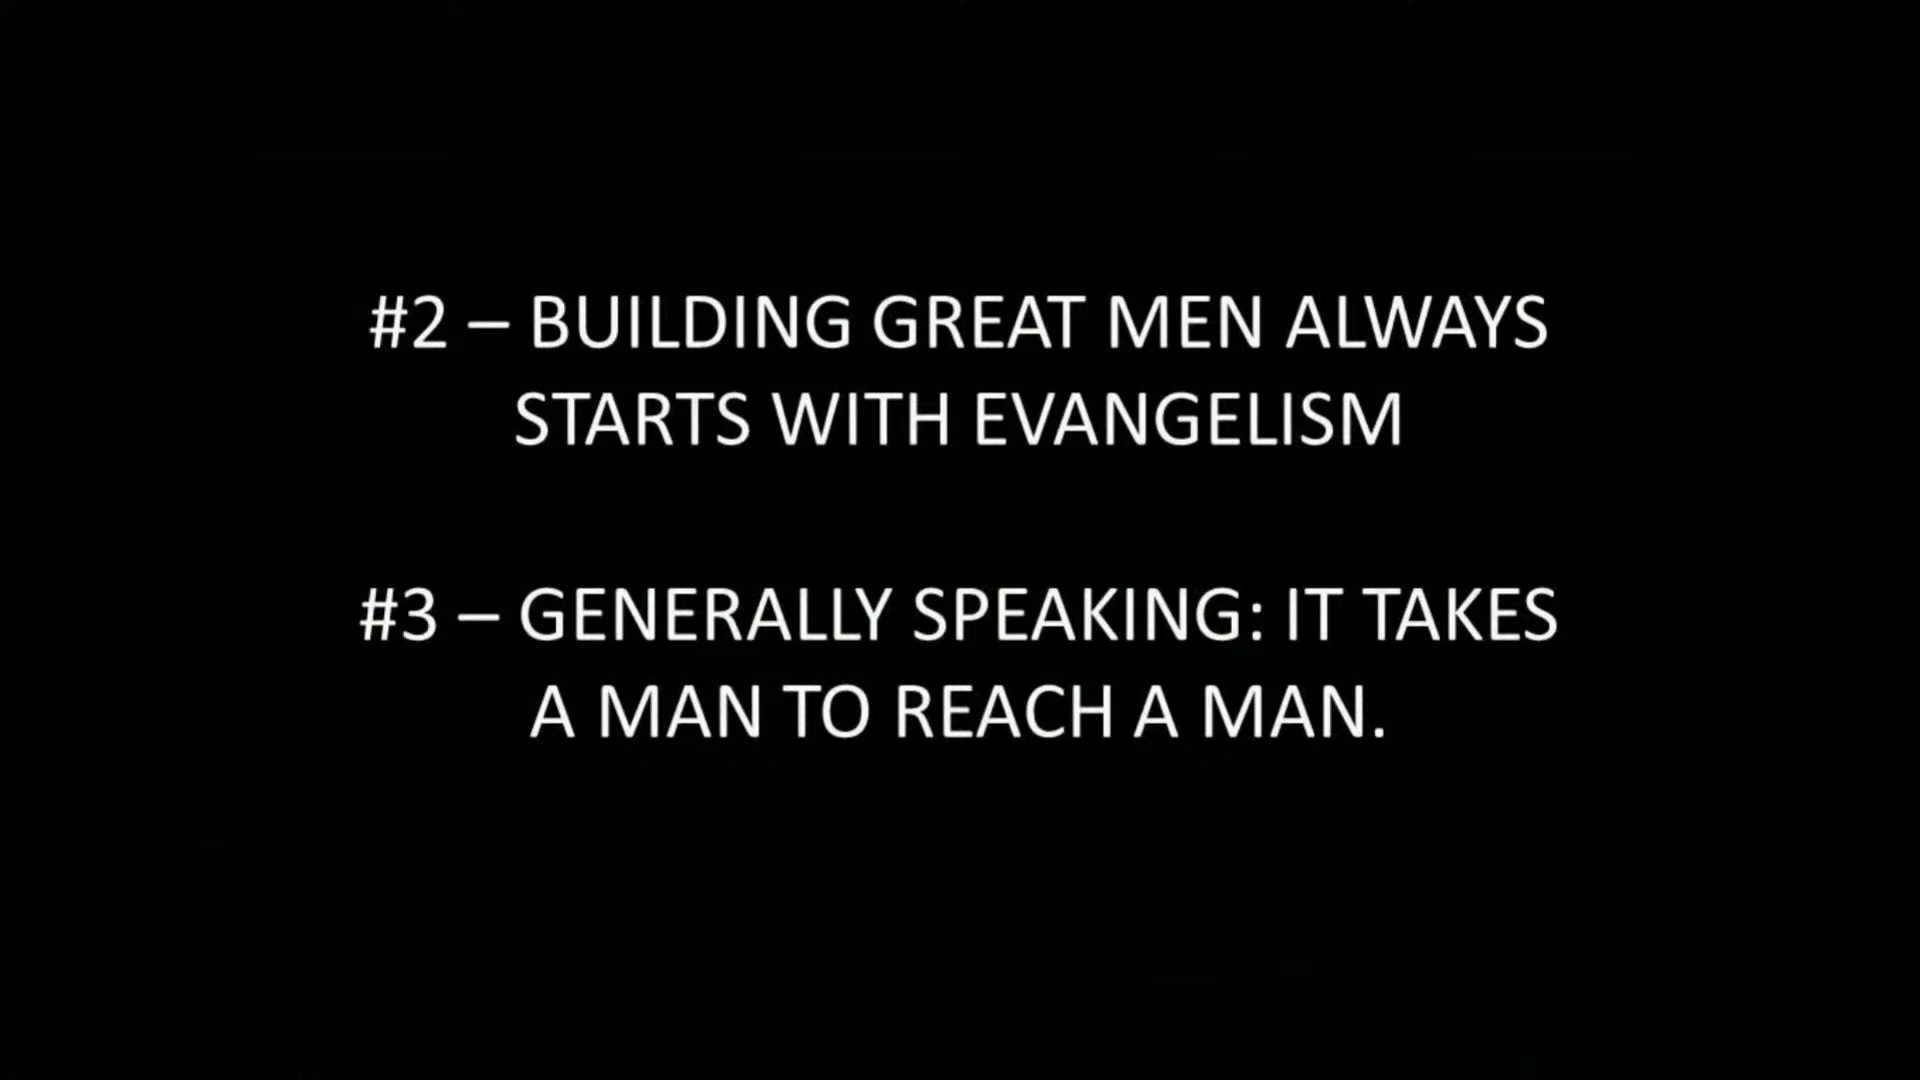 #2 – BUILDING GREAT MEN ALWAYS
STARTS WITH EVANGELISM
#3 – GENERALLY SPEAKING: IT TAKES
A MAN TO REACH A MAN.